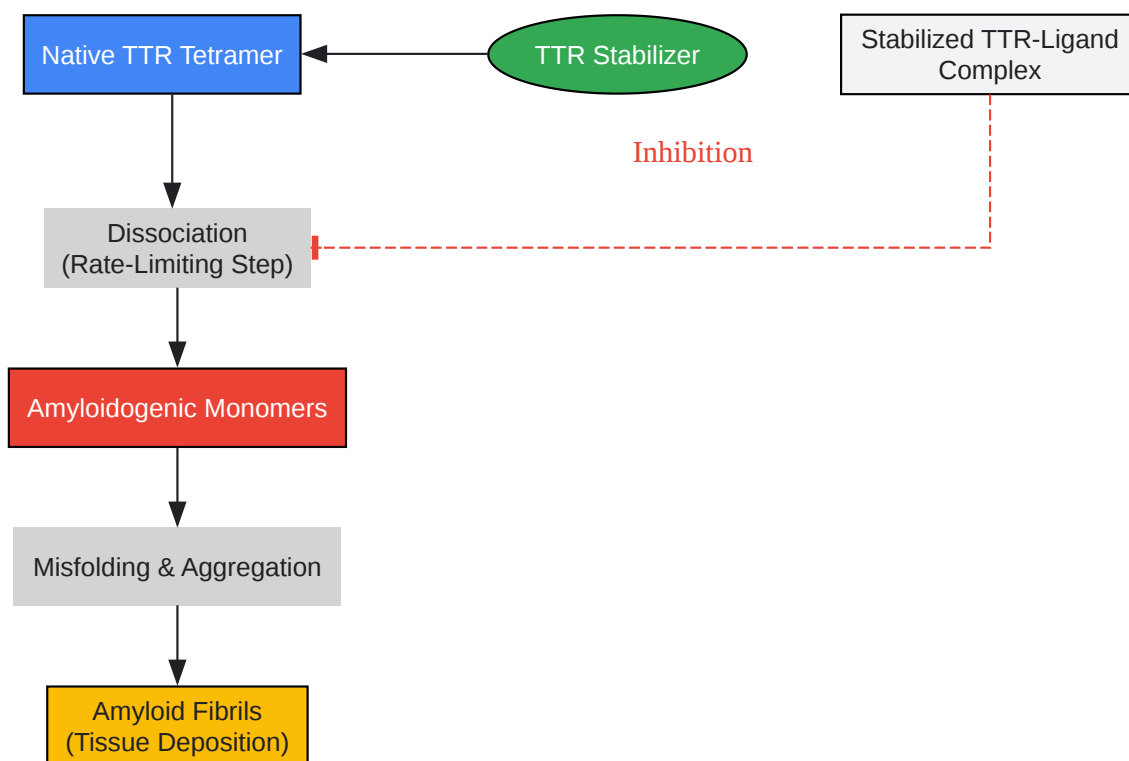 Native TTR Tetramer
TTR Stabilizer
Stabilized TTR-Ligand
Complex
Inhibition
Dissociation
(Rate-Limiting Step)
Amyloidogenic Monomers
Misfolding & Aggregation
Amyloid Fibrils
(Tissue Deposition)